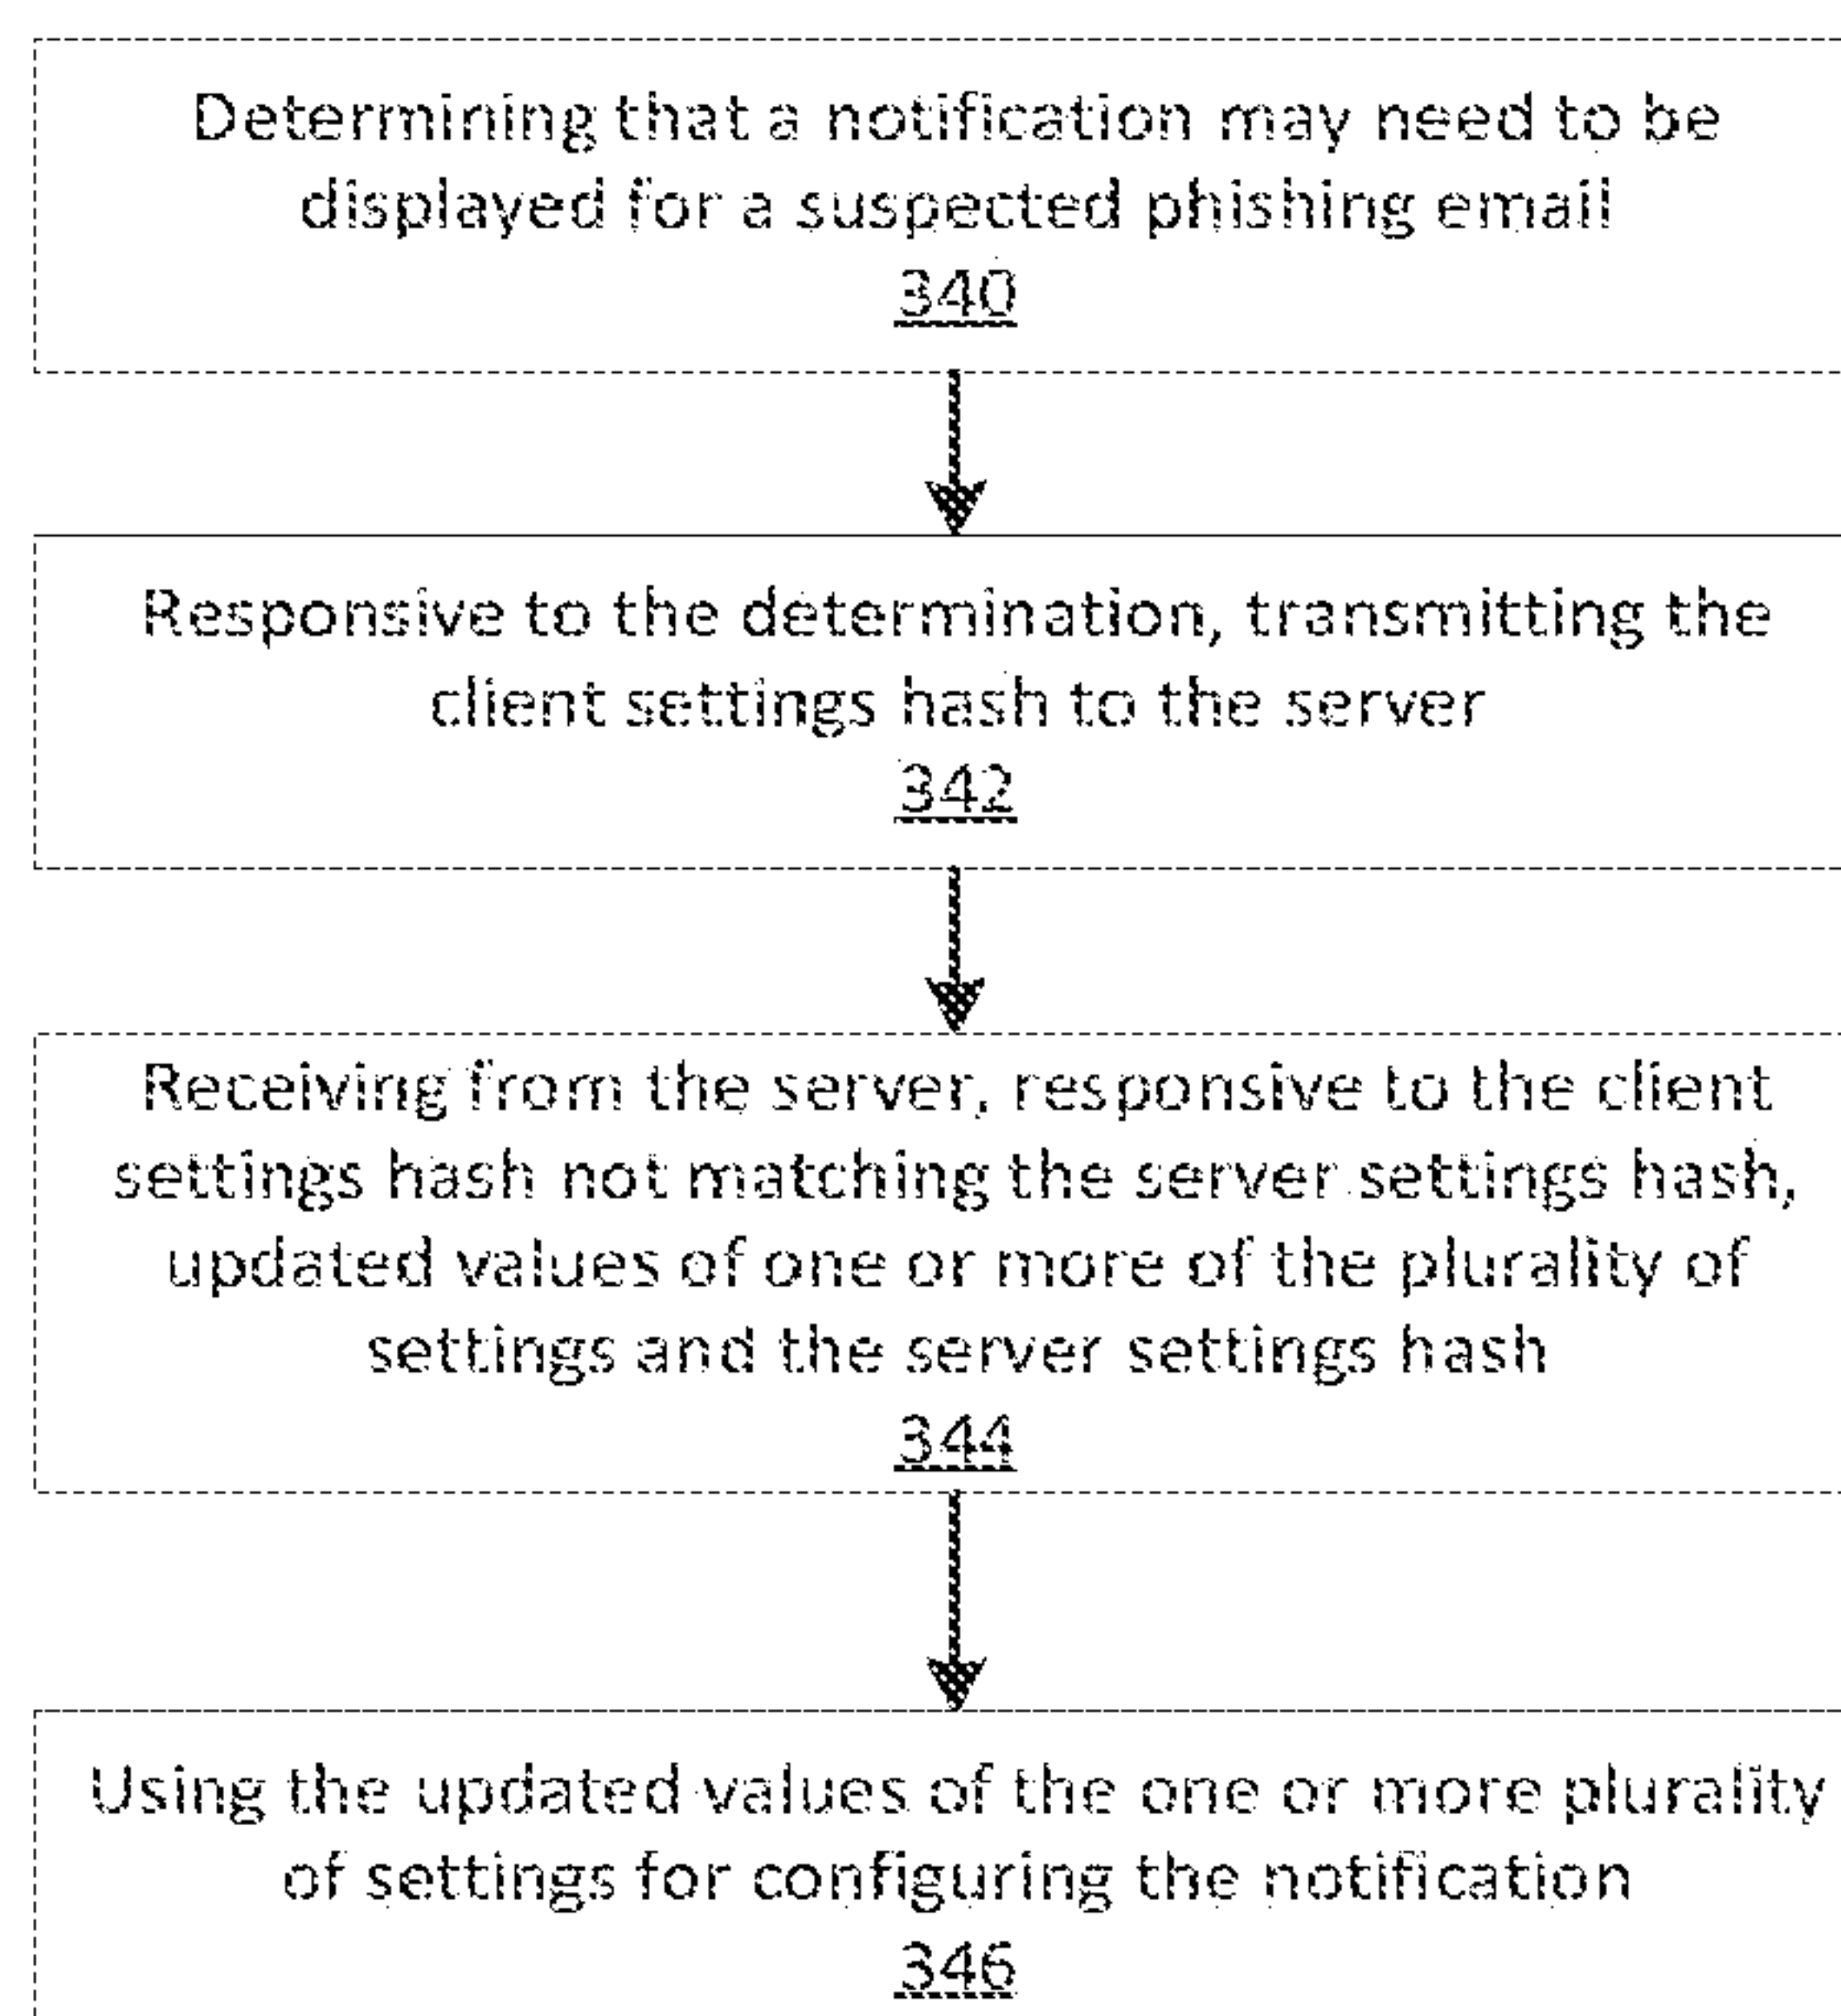 Determining that a notification may need to be
displayed for a suspected phishing email
340
Responsive to the determination, transmitting the
client settings hash to the server
342
Receiving from the server, responsive to the client
settings hash not matching the server settings hash,
updated values of one or more of the plurality of
settings and the server settings hash
344
Using the updated values of the one or more plurality
of settings for configuring the notification
346